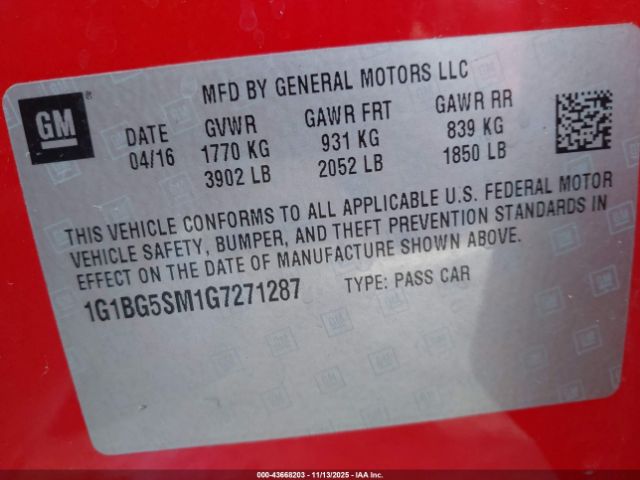 GM ®
MFD BY GENERAL MOTORS LLC
DATE GVWR GAWR FRT GAWR RR
04/16 1770 KG 931 KG 839 KG
3902 LB 2052 LB 1850 LB
THIS VEHICLE CONFORMS TO ALL APPLICABLE U.S. FEDERAL MOTOR
VEHICLE SAFETY, BUMPER, AND THEFT PREVENTION STANDARDS IN
EFFECT ON THE DATE OF MANUFACTURE SHOWN ABOVE.
1G1BG5SM1G7271287 TYPE: PASS CAR
000-43668203 - 11/13/2025 - IAA Inc.